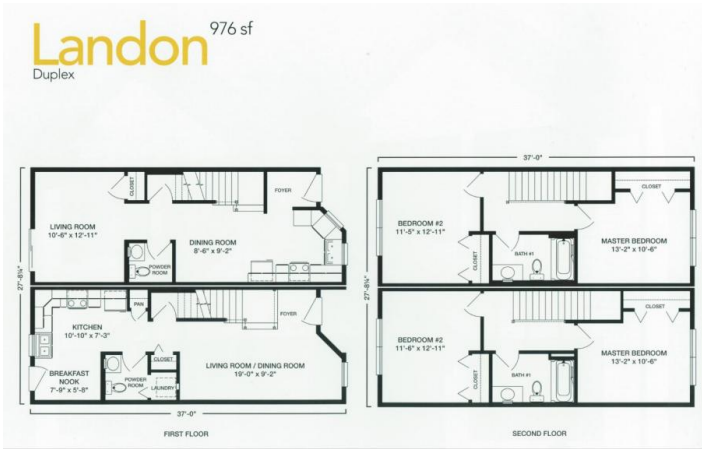 Landon 976 sf
Duplex
37'-0"
CLOSET
FOYER
CLOSET
LIVING ROOM
10'-6" x 12'-11"
DINING ROOM
8'-6" x 9'-2"
POWDER
ROOM
BEDROOM #2
11'-5" x 12'-11"
CLOSET
BATH #1
MASTER BEDROOM
13'-2" x 10'-6"
27'-8¼"
27'-8¼"
PAN
FOYER
KITCHEN
10'-10" x 7'-3"
CLOSET
LIVING ROOM / DINING ROOM
19'-0" x 9'-2"
BREAKFAST
NOOK
7'-9" x 5'-8"
POWDER
ROOM
LAUNDRY
CLOSET
BEDROOM #2
11'-6" x 12'-11"
CLOSET
BATH #1
MASTER BEDROOM
13'-2" x 10'-6"
37'-0"
FIRST FLOOR
SECOND FLOOR